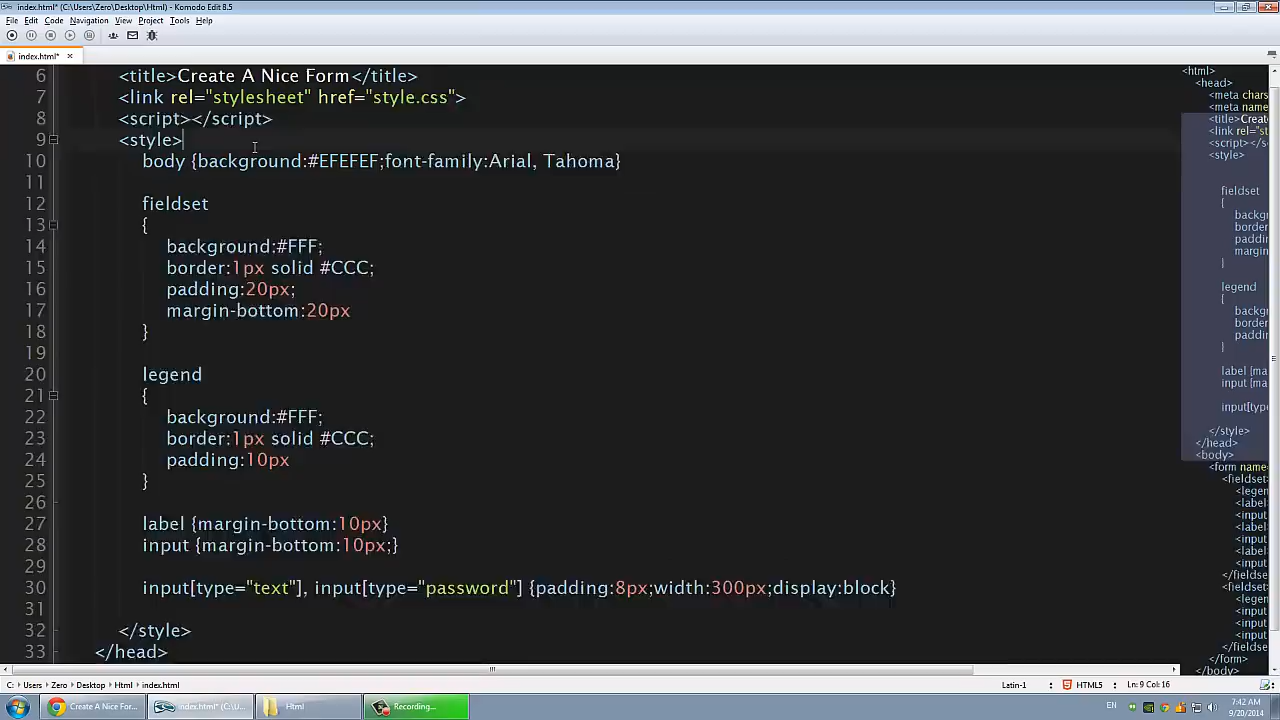 index.html* (C:\Users\Zero\Desktop\Html) - Komodo Edit 8.5
File Edit Code Navigation View Project Tools Help
index.html*
6 <title>Create A Nice Form</title>
7 <link rel="stylesheet" href="style.css">
8 <script></script>
9 <style>
10 body {background:#EFEFEF;font-family:Arial, Tahoma}
11
12 fieldset
13 {
14 background:#FFF;
15 border:1px solid #CCC;
16 padding:20px;
17 margin-bottom:20px
18 }
19
20 legend
21 {
22 background:#FFF;
23 border:1px solid #CCC;
24 padding:10px
25 }
26
27 label {margin-bottom:10px}
28 input {margin-bottom:10px;}
29
30 input[type="text"], input[type="password"] {padding:8px;width:300px;display:block}
31
32 </style>
33 </head>
<html>
<head>
<meta chars
<meta name
<title>Creat
<link rel="st
<script></sc
<style>
fieldset
{
backg
border
paddin
margin
}
legend
{
backg
border
paddin
}
label {ma
input {ma
input[typ
</style>
</head>
<body>
<form name
<fieldset:
<lege
<input
<label
<input
<label
<input
</fieldse
<fieldset:
<lege
<input
<input
<input
</fieldse
</form>
</body>
C: Users Zero Desktop Html index.html
Latin-1 HTML5 Ln: 9 Col: 16
Create A Nice For... index.html* (C:\U... Html Recording... EN 7:42 AM
9/20/2014